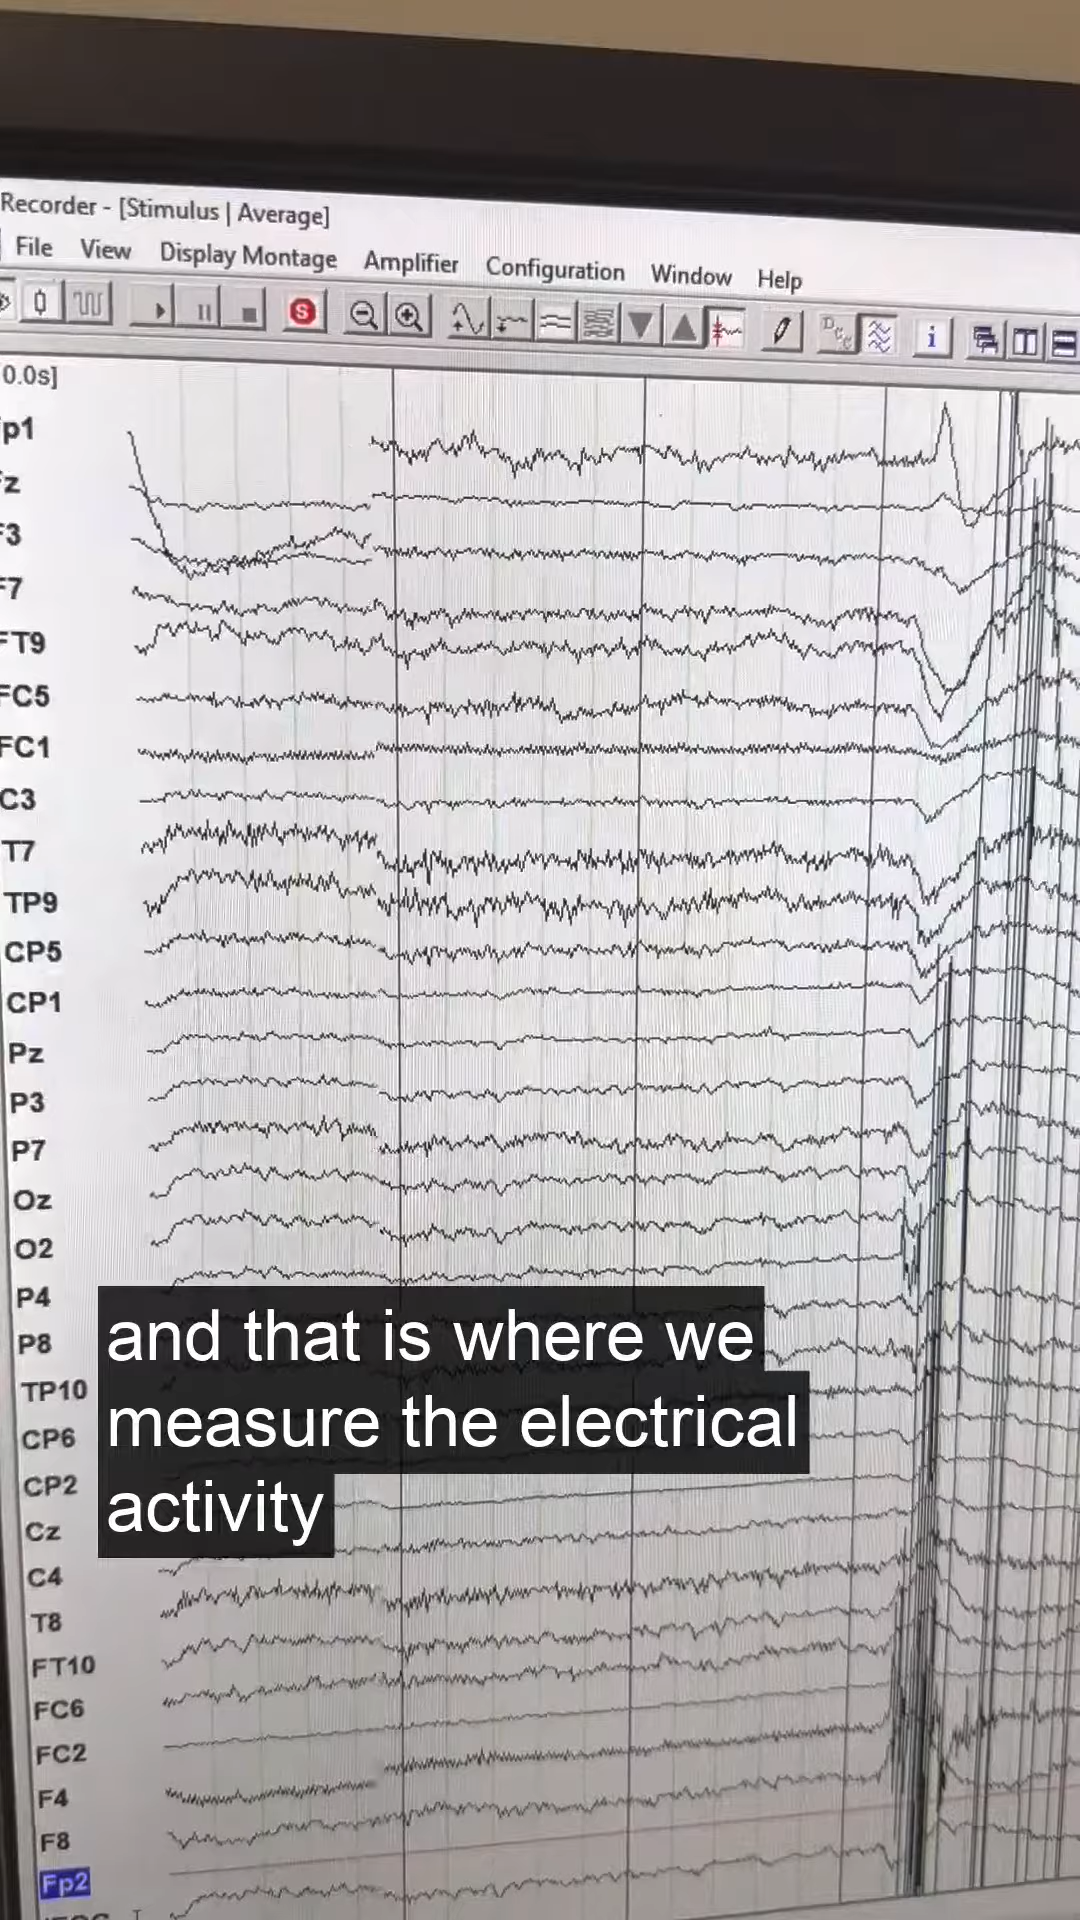 Recorder - [Stimulus | Average]
File View Display Montage Amplifier Configuration Window Help
S
i
0.0s]
p1
z
F3
F7
FT9
FC5
FC1
C3
T7
TP9
CP5
CP1
Pz
P3
P7
Oz
O2
P4
P8
TP10
CP6
CP2
Cz
C4
T8
FT10
FC6
FC2
F4
F8
Fp2
and that is where we
measure the electrical
activity